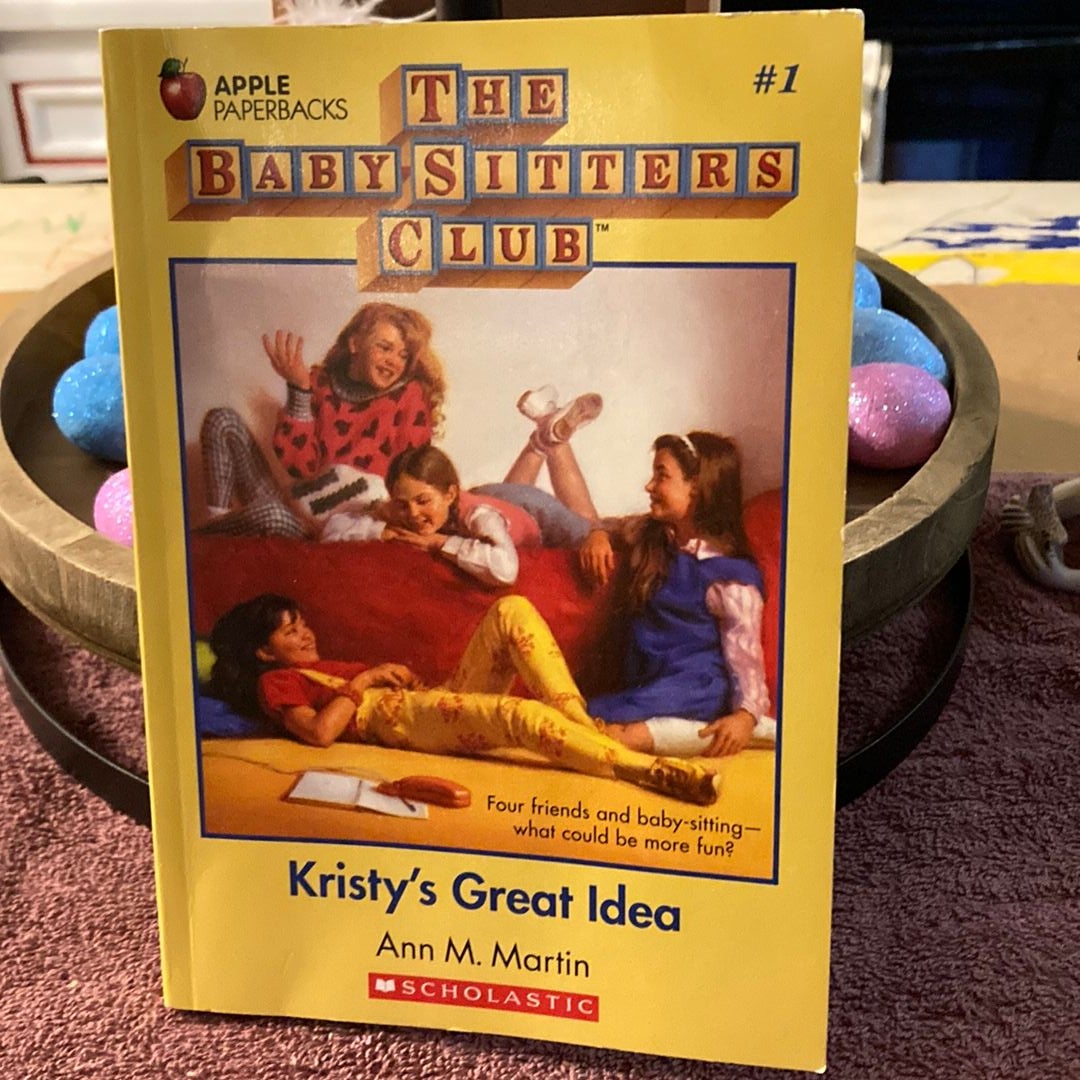 APPLE
PAPERBACKS
#1
THE
BABY-SITTERS
CLUB™
Four friends and baby-sitting—
what could be more fun?
Kristy's Great Idea
Ann M. Martin
SCHOLASTIC